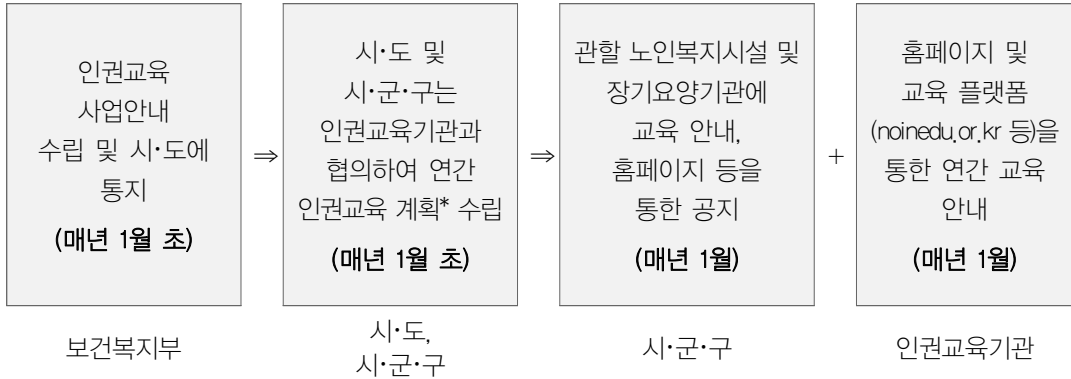 인권교육
사업안내
수립 및 시·도에
통지
(매년 1월 초)
⇒
시·도 및
시·군·구는
인권교육기관과
협의하여 연간
인권교육 계획* 수립
(매년 1월 초)
⇒
관할 노인복지시설 및
장기요양기관에
교육 안내,
홈페이지 등을
통한 공지
(매년 1월)
+
홈페이지 및
교육 플랫폼
(noinedu.or.kr 등)을
통한 연간 교육
안내
(매년 1월)
보건복지부
시·도,
시·군·구
시·군·구
인권교육기관